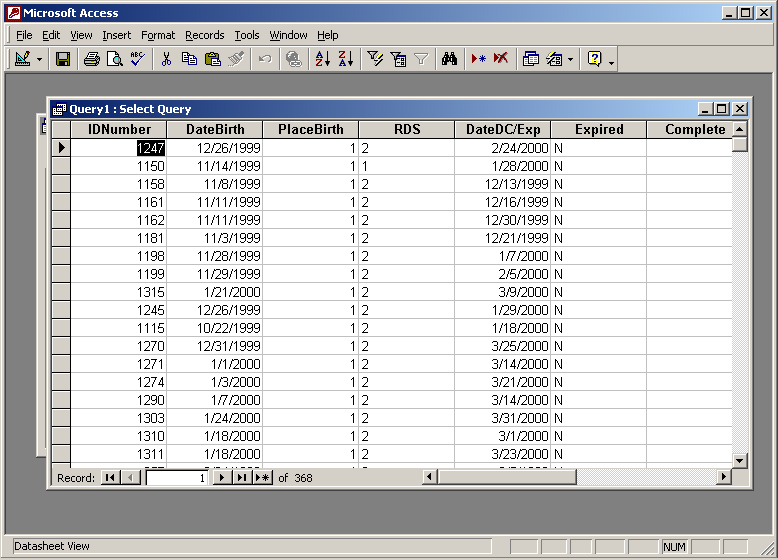 Microsoft Access
File Edit View Insert Format Records Tools Window Help
Query1 : Select Query
IDNumber DateBirth PlaceBirth RDS DateDC/Exp Expired Complete
1247 12/26/1999 1 2 2/24/2000 N
1150 11/14/1999 1 1 1/28/2000 N
1158 11/8/1999 1 2 12/13/1999 N
1161 11/11/1999 1 2 12/16/1999 N
1162 11/11/1999 1 2 12/30/1999 N
1181 11/3/1999 1 2 12/21/1999 N
1198 11/28/1999 1 2 1/7/2000 N
1199 11/29/1999 1 2 2/5/2000 N
1315 1/21/2000 1 2 3/9/2000 N
1245 12/26/1999 1 2 1/29/2000 N
1115 10/22/1999 1 2 1/18/2000 N
1270 12/31/1999 1 2 3/25/2000 N
1271 1/1/2000 1 2 3/14/2000 N
1274 1/3/2000 1 2 3/21/2000 N
1290 1/7/2000 1 2 3/14/2000 N
1303 1/24/2000 1 2 3/31/2000 N
1310 1/18/2000 1 2 3/1/2000 N
1311 1/18/2000 1 2 3/23/2000 N
Record: 1 of 368
Datasheet View NUM